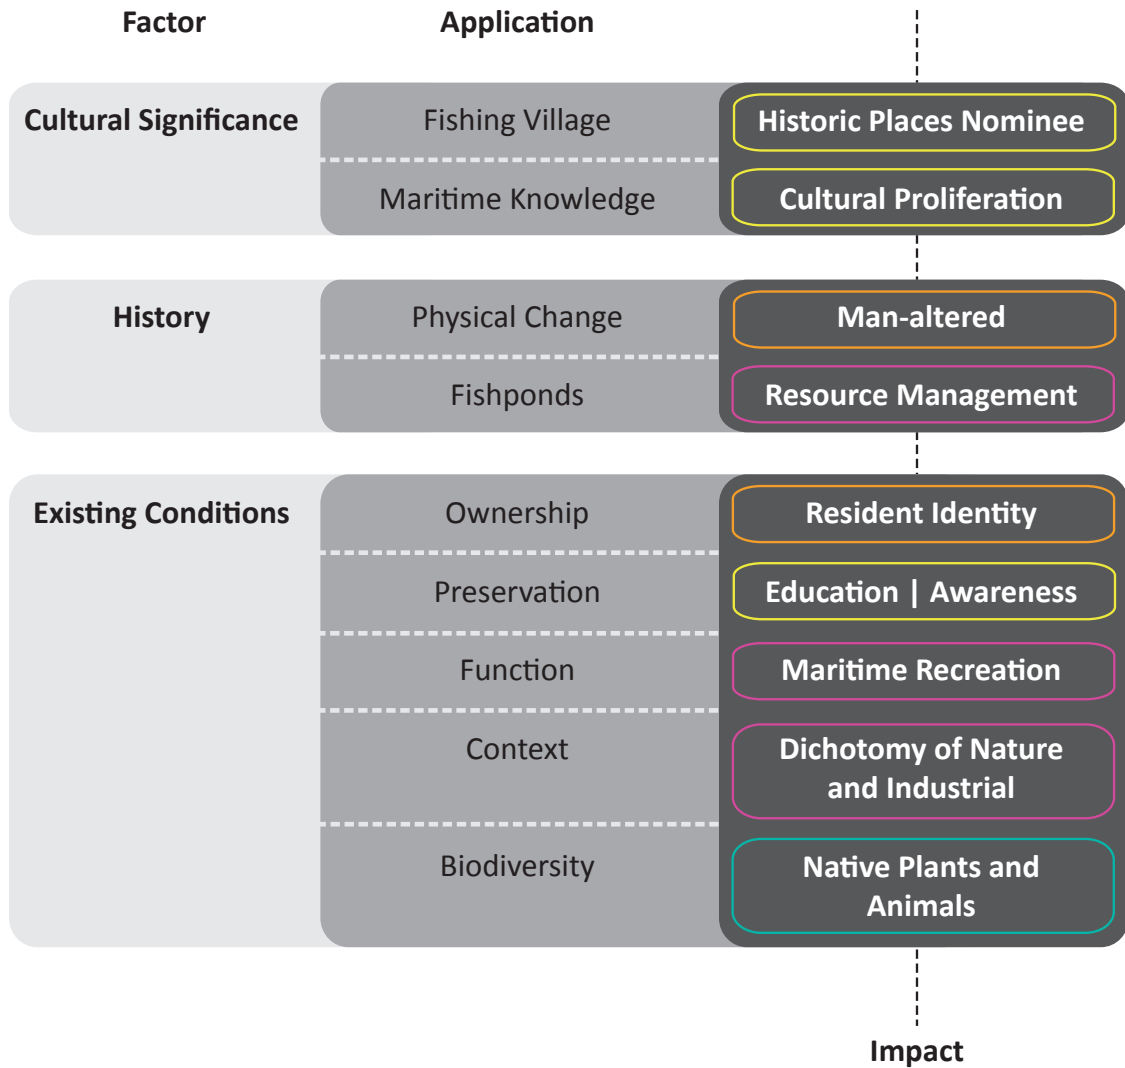 Factor
Application
Cultural Significance
Fishing Village
Historic Places Nominee
Maritime Knowledge
Cultural Proliferation
History
Physical Change
Man-altered
Fishponds
Resource Management
Existing Conditions
Ownership
Resident Identity
Preservation
Education | Awareness
Function
Maritime Recreation
Context
Dichotomy of Nature
and Industrial
Biodiversity
Native Plants and
Animals
Impact